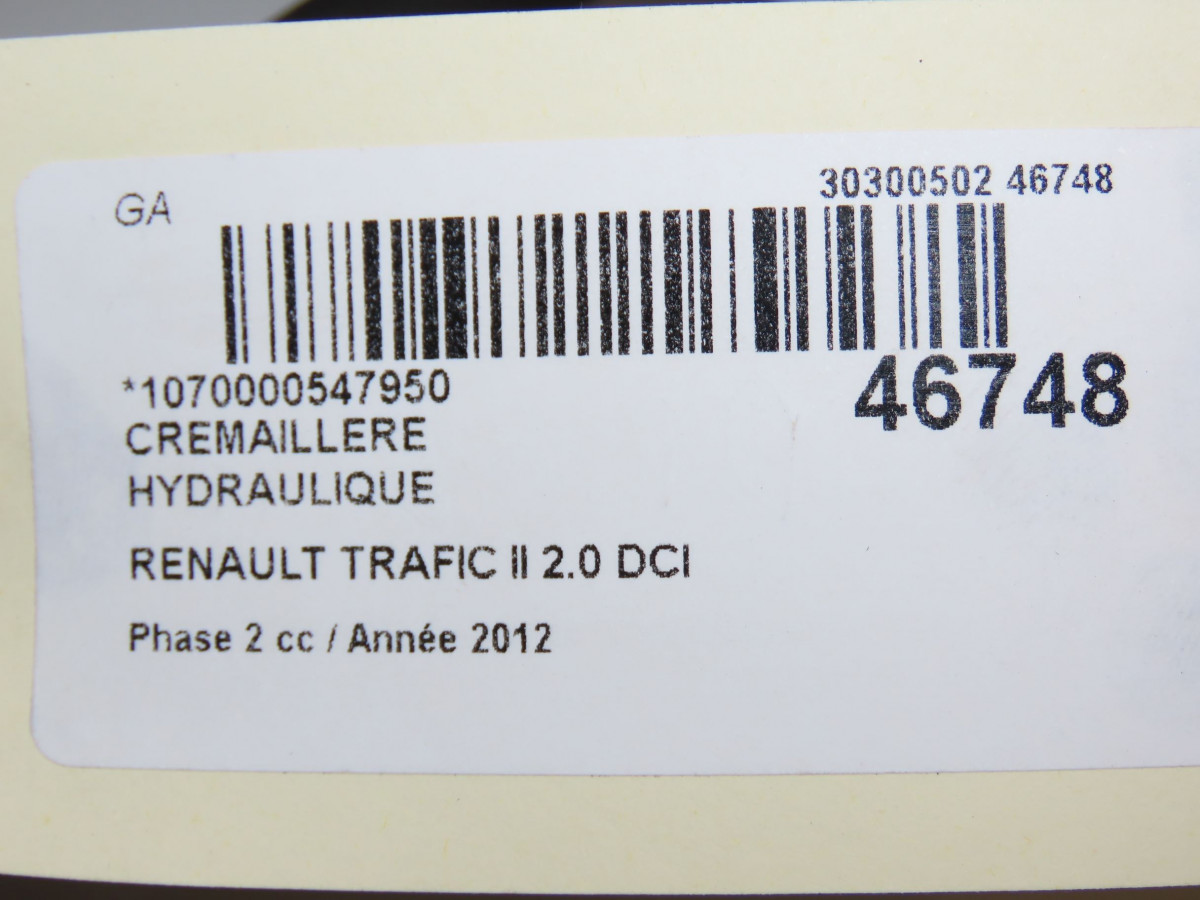 GA
30300502 46748
*1070000547950
46748
CREMAILLERE
HYDRAULIQUE
RENAULT TRAFIC II 2.0 DCI
Phase 2 cc / Année 2012